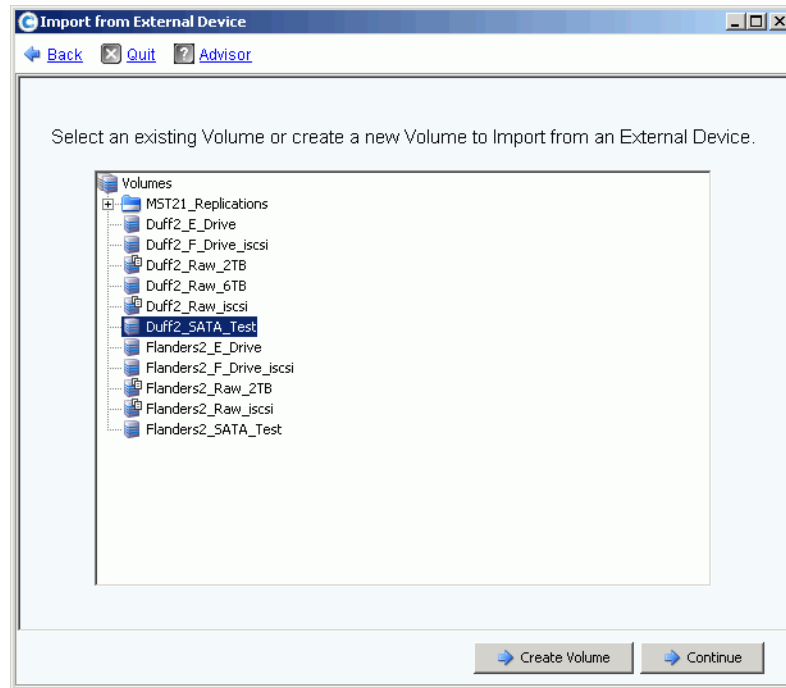 Import from External Device
Back Quit Advisor
Select an existing Volume or create a new Volume to Import from an External Device.
Volumes
MST21_Replications
Duff2_E_Drive
Duff2_F_Drive_iscsi
Duff2_Raw_2TB
Duff2_Raw_6TB
Duff2_Raw_iscsi
Duff2_SATA_Test
Flanders2_E_Drive
Flanders2_F_Drive_iscsi
Flanders2_Raw_2TB
Flanders2_Raw_iscsi
Flanders2_SATA_Test
Create Volume Continue